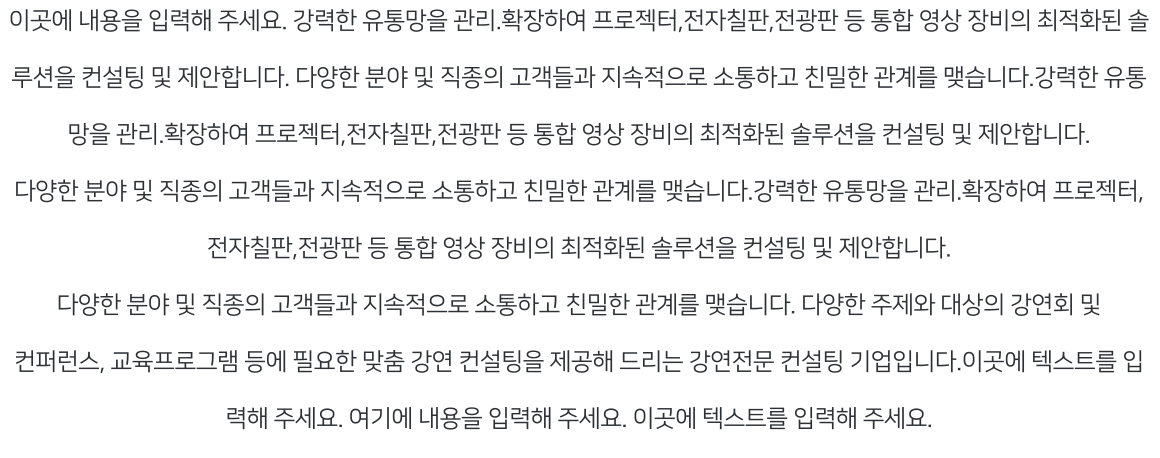 이곳에 내용을 입력해 주세요. 강력한 유통망을 관리.확장하여 프로젝터,전자칠판,전광판 등 통합 영상 장비의 최적화된 솔
루션을 컨설팅 및 제안합니다. 다양한 분야 및 직종의 고객들과 지속적으로 소통하고 친밀한 관계를 맺습니다.강력한 유통
망을 관리.확장하여 프로젝터,전자칠판,전광판 등 통합 영상 장비의 최적화된 솔루션을 컨설팅 및 제안합니다.
다양한 분야 및 직종의 고객들과 지속적으로 소통하고 친밀한 관계를 맺습니다.강력한 유통망을 관리.확장하여 프로젝터,
전자칠판,전광판 등 통합 영상 장비의 최적화된 솔루션을 컨설팅 및 제안합니다.
다양한 분야 및 직종의 고객들과 지속적으로 소통하고 친밀한 관계를 맺습니다. 다양한 주제와 대상의 강연회 및
컨퍼런스, 교육프로그램 등에 필요한 맞춤 강연 컨설팅을 제공해 드리는 강연전문 컨설팅 기업입니다.이곳에 텍스트를 입
력해 주세요. 여기에 내용을 입력해 주세요. 이곳에 텍스트를 입력해 주세요.